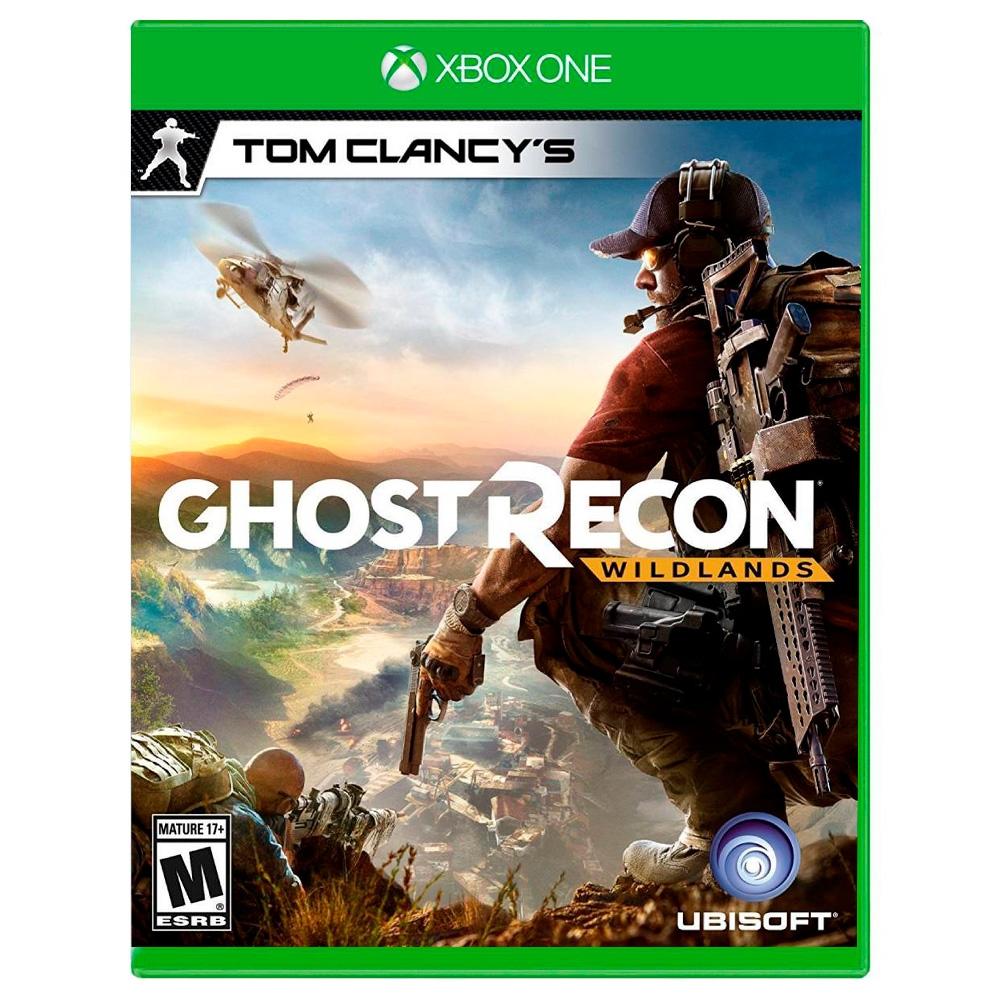 XBOX ONE
TOM CLANCY'S
GHOST RECON®
WILDLANDS
MATURE 17+
M
®
ESRB
UBISOFT®